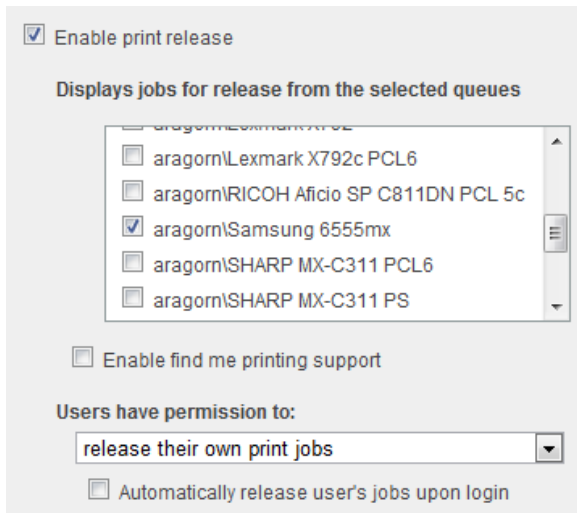 Enable print release
Displays jobs for release from the selected queues
aragorn\Lexmark X792c PCL6
aragorn\RICOH Aficio SP C811DN PCL 5c
aragorn\Samsung 6555mx
aragorn\SHARP MX-C311 PCL6
aragorn\SHARP MX-C311 PS
Enable find me printing support
Users have permission to:
release their own print jobs
Automatically release user's jobs upon login